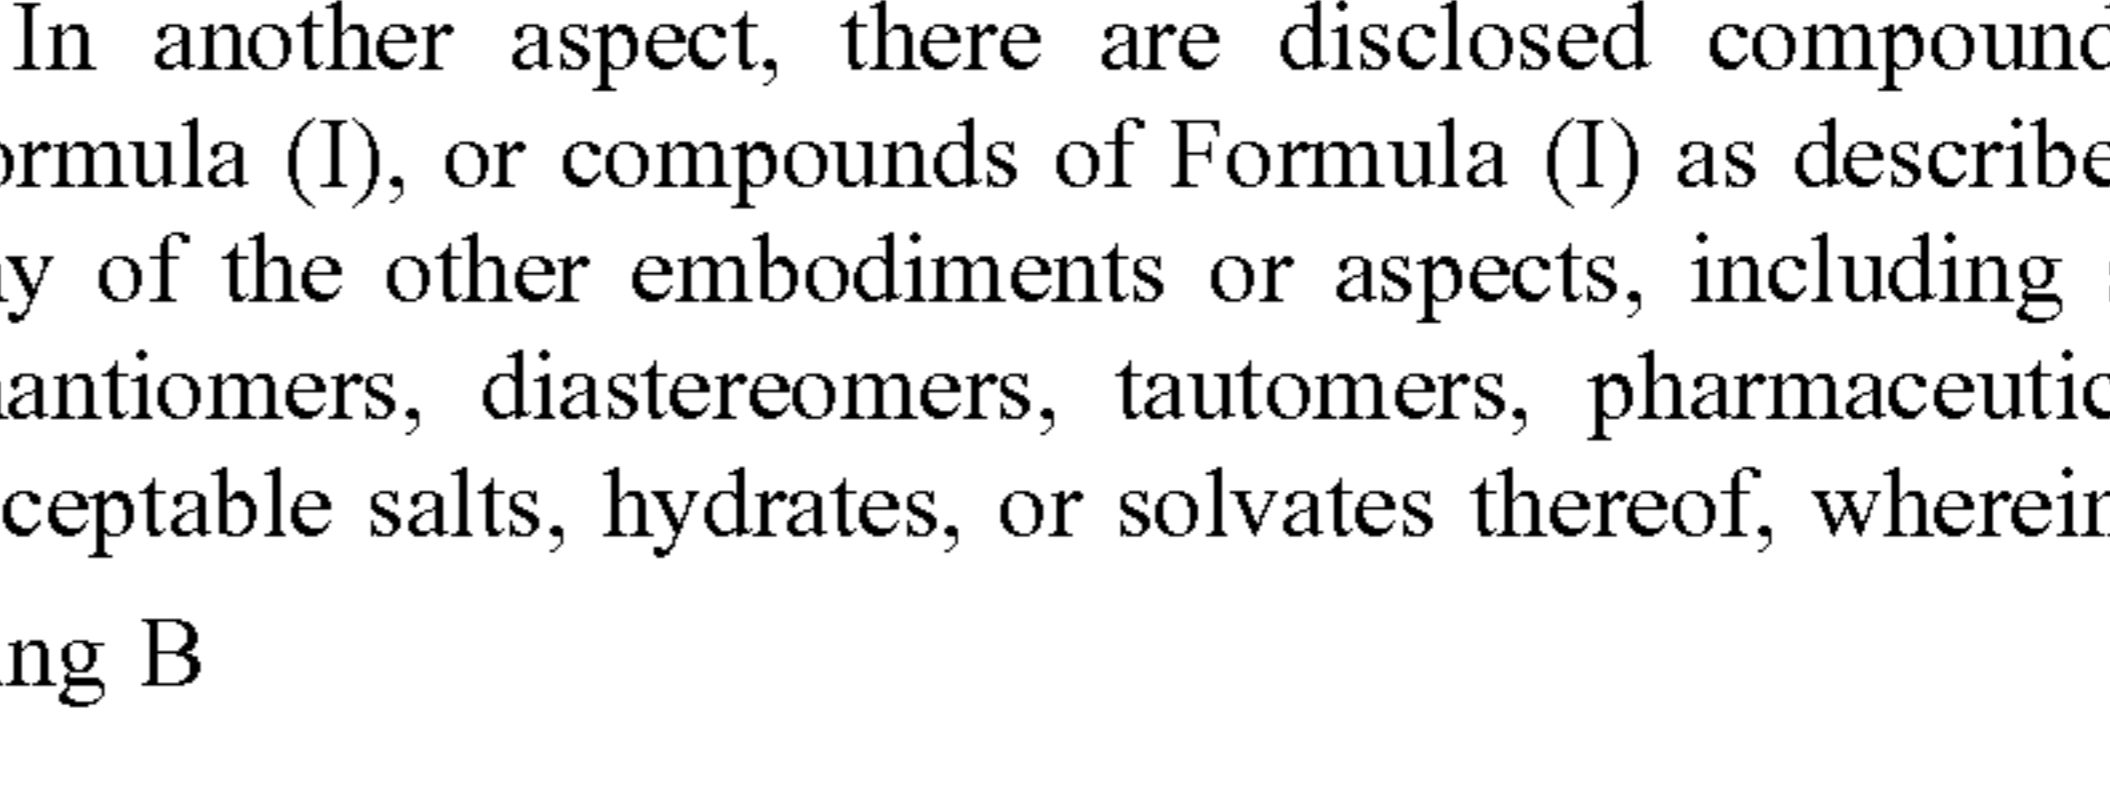 In another aspect, there are disclosed compound
ormula (I), or compounds of Formula (I) as describe
y of the other embodiments or aspects, including
antiomers, diastereomers, tautomers, pharmaceutic
ceptable salts, hydrates, or solvates thereof, wherein
ng B